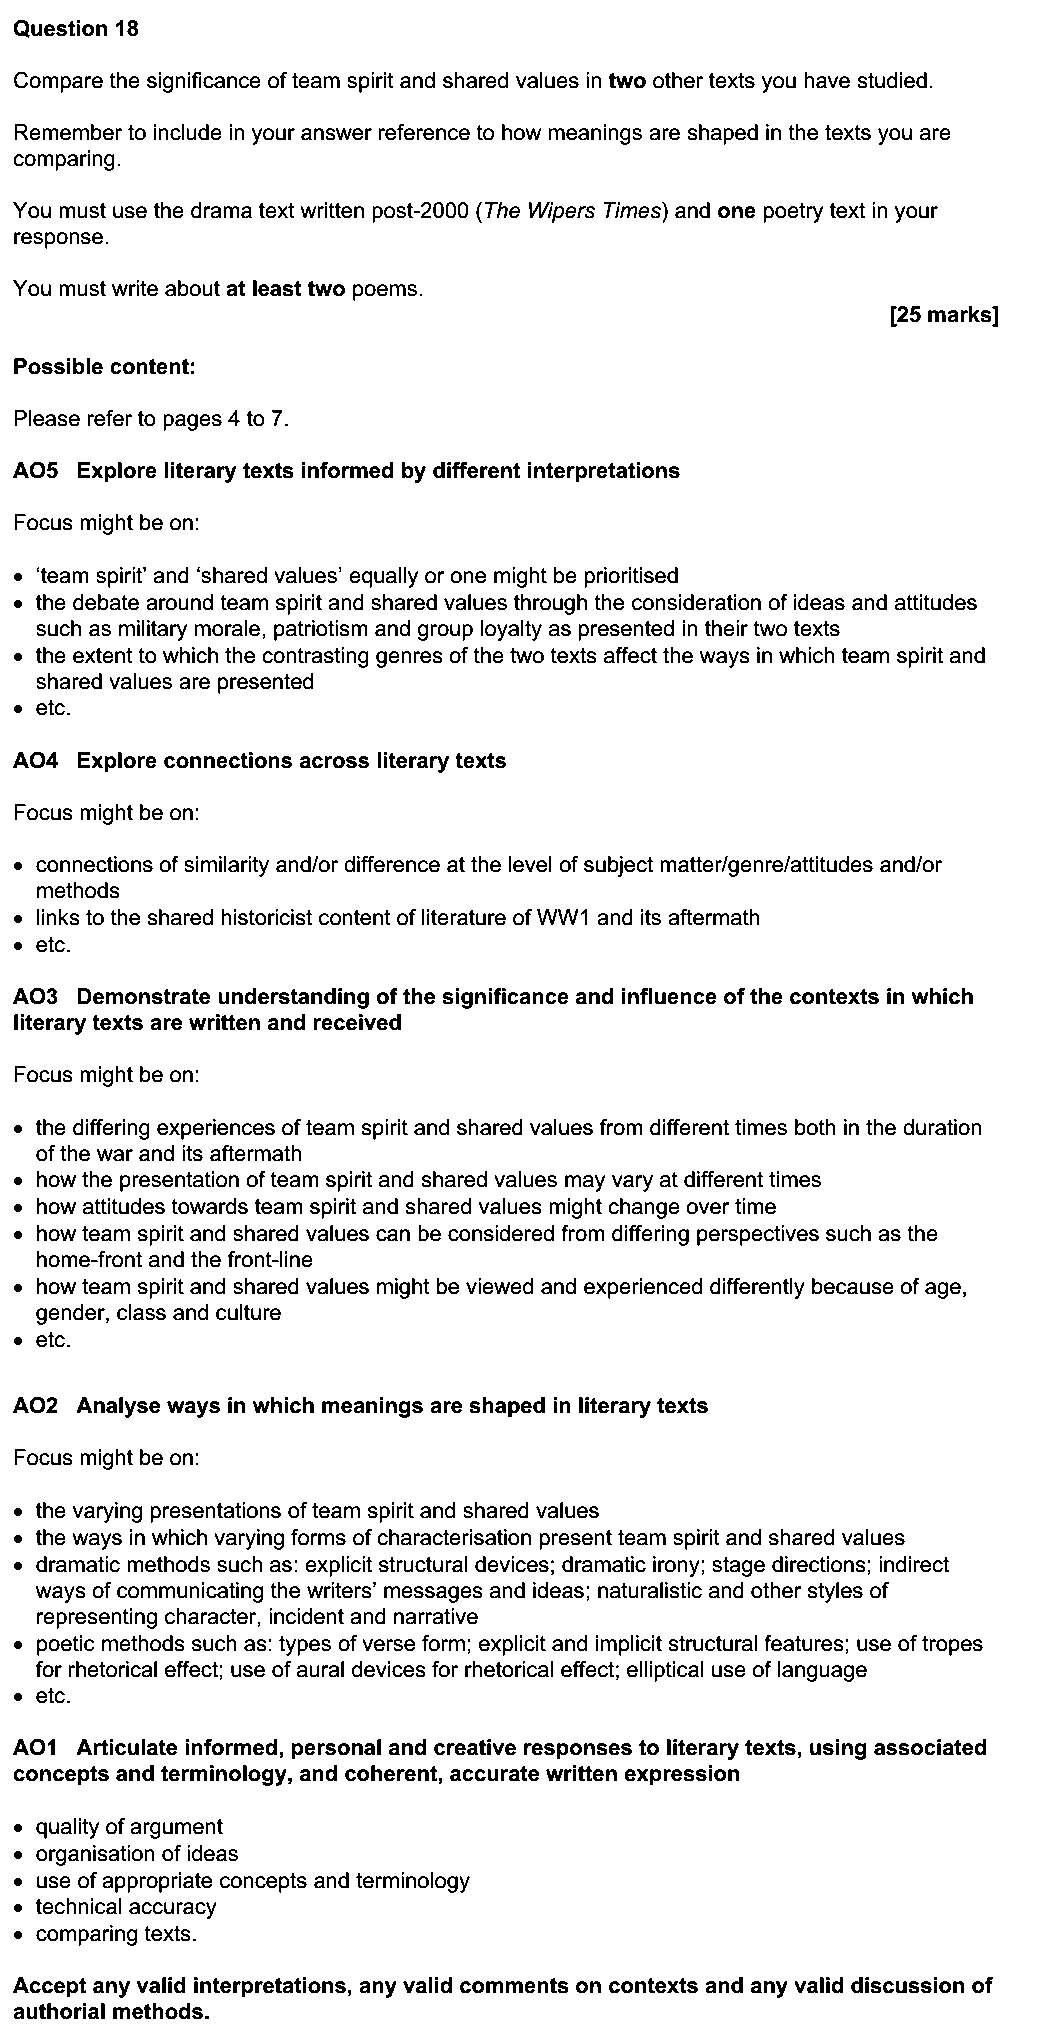 Question 18
Compare the significance of team spirit and shared values in two other texts you have studied.
Remember to include in your answer reference to how meanings are shaped in the texts you are
comparing.
You must use the drama text written post-2000 (The Wipers Times) and one poetry text in your
response.
You must write about at least two poems.
[25 marks]
Possible content:
Please refer to pages 4 to 7.
AO5 Explore literary texts informed by different interpretations
Focus might be on:
• ‘team spirit’ and ‘shared values’ equally or one might be prioritised
• the debate around team spirit and shared values through the consideration of ideas and attitudes
such as military morale, patriotism and group loyalty as presented in their two texts
• the extent to which the contrasting genres of the two texts affect the ways in which team spirit and
shared values are presented
• etc.
AO4 Explore connections across literary texts
Focus might be on:
• connections of similarity and/or difference at the level of subject matter/genre/attitudes and/or
methods
• links to the shared historicist content of literature of WW1 and its aftermath
• etc.
AO3 Demonstrate understanding of the significance and influence of the contexts in which
literary texts are written and received
Focus might be on:
• the differing experiences of team spirit and shared values from different times both in the duration
of the war and its aftermath
• how the presentation of team spirit and shared values may vary at different times
• how attitudes towards team spirit and shared values might change over time
• how team spirit and shared values can be considered from differing perspectives such as the
home-front and the front-line
• how team spirit and shared values might be viewed and experienced differently because of age,
gender, class and culture
• etc.
AO2 Analyse ways in which meanings are shaped in literary texts
Focus might be on:
• the varying presentations of team spirit and shared values
• the ways in which varying forms of characterisation present team spirit and shared values
• dramatic methods such as: explicit structural devices; dramatic irony; stage directions; indirect
ways of communicating the writers’ messages and ideas; naturalistic and other styles of
representing character, incident and narrative
• poetic methods such as: types of verse form; explicit and implicit structural features; use of tropes
for rhetorical effect; use of aural devices for rhetorical effect; elliptical use of language
• etc.
AO1 Articulate informed, personal and creative responses to literary texts, using associated
concepts and terminology, and coherent, accurate written expression
• quality of argument
• organisation of ideas
• use of appropriate concepts and terminology
• technical accuracy
• comparing texts.
Accept any valid interpretations, any valid comments on contexts and any valid discussion of
authorial methods.